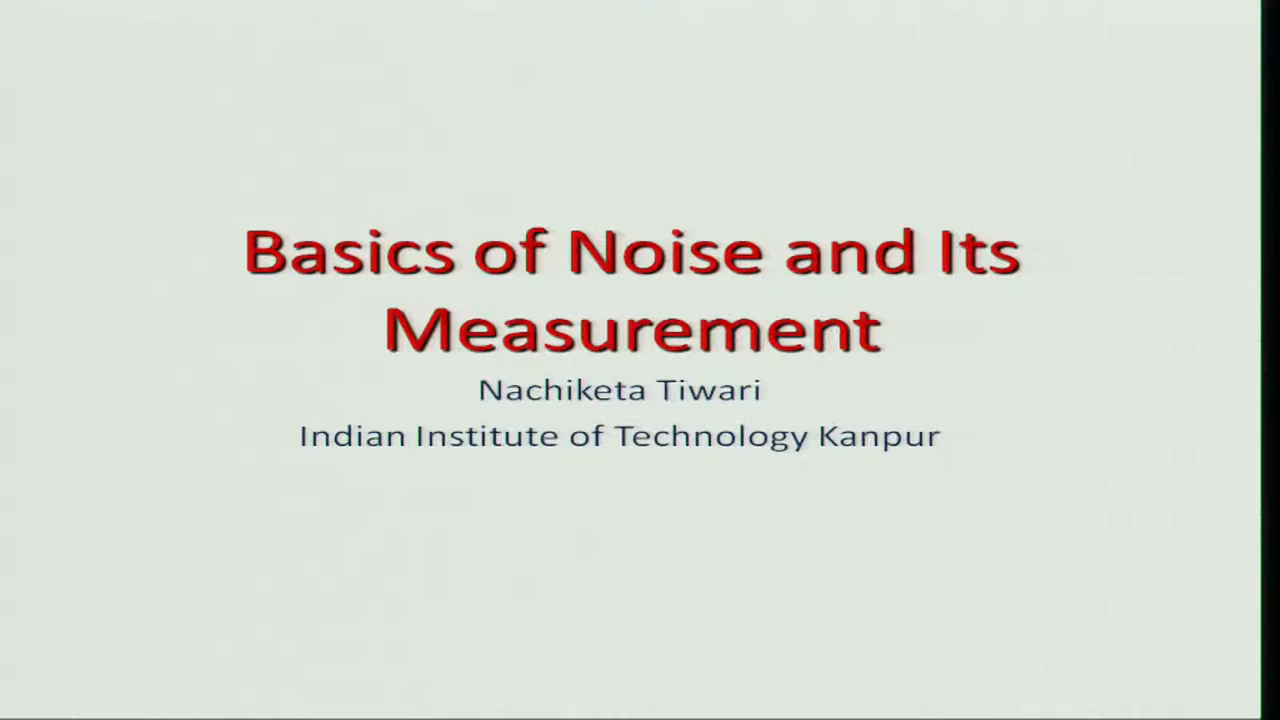 Basics of Noise and Its
Measurement
Nachiketa Tiwari
Indian Institute of Technology Kanpur